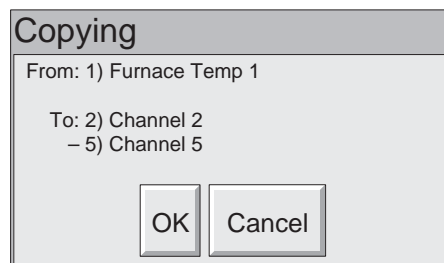 Copying
From: 1) Furnace Temp 1
To: 2) Channel 2
– 5) Channel 5
OK Cancel